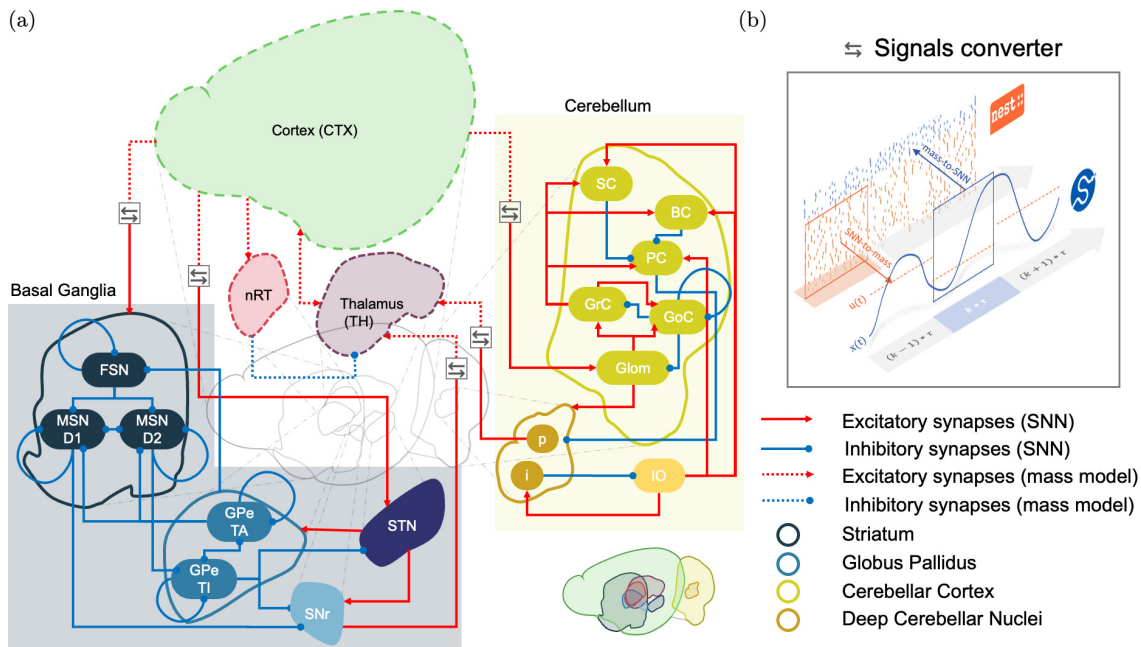 (a)
(b)
Signals converter
Cortex (CTX)
Cerebellum
nest::
mass-to-SNN
SNN-to-mass
u(t)
x(t)
(k − 1) * τ
k * τ
(k + 1) * τ
SC
BC
PC
GrC
GoC
Glom
p
i
IO
nRT
Thalamus
(TH)
Basal Ganglia
FSN
MSN
D1
MSN
D2
GPe
TA
GPe
TI
STN
SNr
Excitatory synapses (SNN)
Inhibitory synapses (SNN)
Excitatory synapses (mass model)
Inhibitory synapses (mass model)
Striatum
Globus Pallidus
Cerebellar Cortex
Deep Cerebellar Nuclei